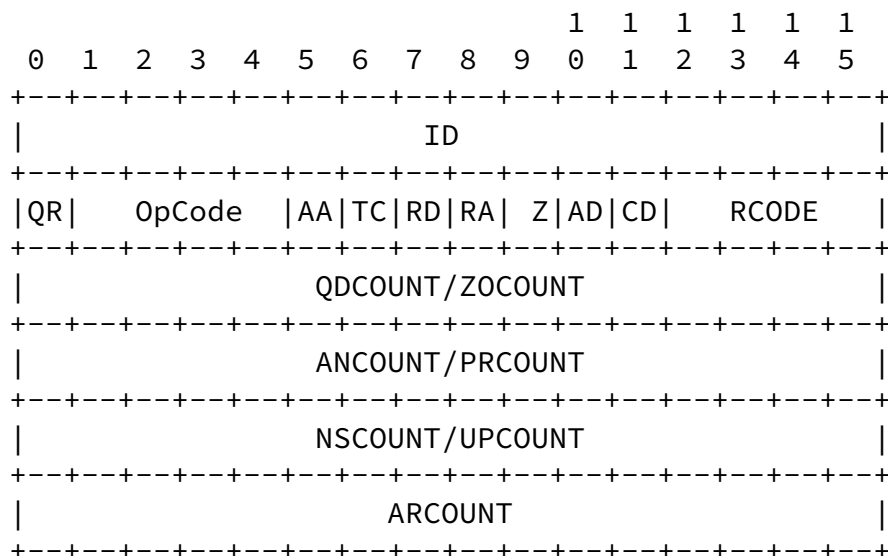 1  1  1  1  1  1
  0  1  2  3  4  5  6  7  8  9  0  1  2  3  4  5
+--+--+--+--+--+--+--+--+--+--+--+--+--+--+--+--+
|                      ID                       |
+--+--+--+--+--+--+--+--+--+--+--+--+--+--+--+--+
|QR|   OpCode  |AA|TC|RD|RA| Z|AD|CD|   RCODE   |
+--+--+--+--+--+--+--+--+--+--+--+--+--+--+--+--+
|                QDCOUNT/ZOCOUNT                |
+--+--+--+--+--+--+--+--+--+--+--+--+--+--+--+--+
|                ANCOUNT/PRCOUNT                |
+--+--+--+--+--+--+--+--+--+--+--+--+--+--+--+--+
|                NSCOUNT/UPCOUNT                |
+--+--+--+--+--+--+--+--+--+--+--+--+--+--+--+--+
|                    ARCOUNT                    |
+--+--+--+--+--+--+--+--+--+--+--+--+--+--+--+--+